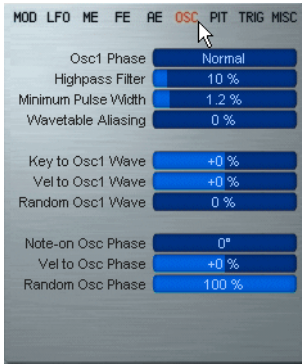 MOD LFO ME FE AE OSC PIT TRIG MISC
Osc1 Phase Normal
Highpass Filter 10 %
Minimum Pulse Width 1.2 %
Wavetable Aliasing 0 %
Key to Osc1 Wave +0 %
Vel to Osc1 Wave +0 %
Random Osc1 Wave 0 %
Note-on Osc Phase 0°
Vel to Osc Phase +0 %
Random Osc Phase 100 %